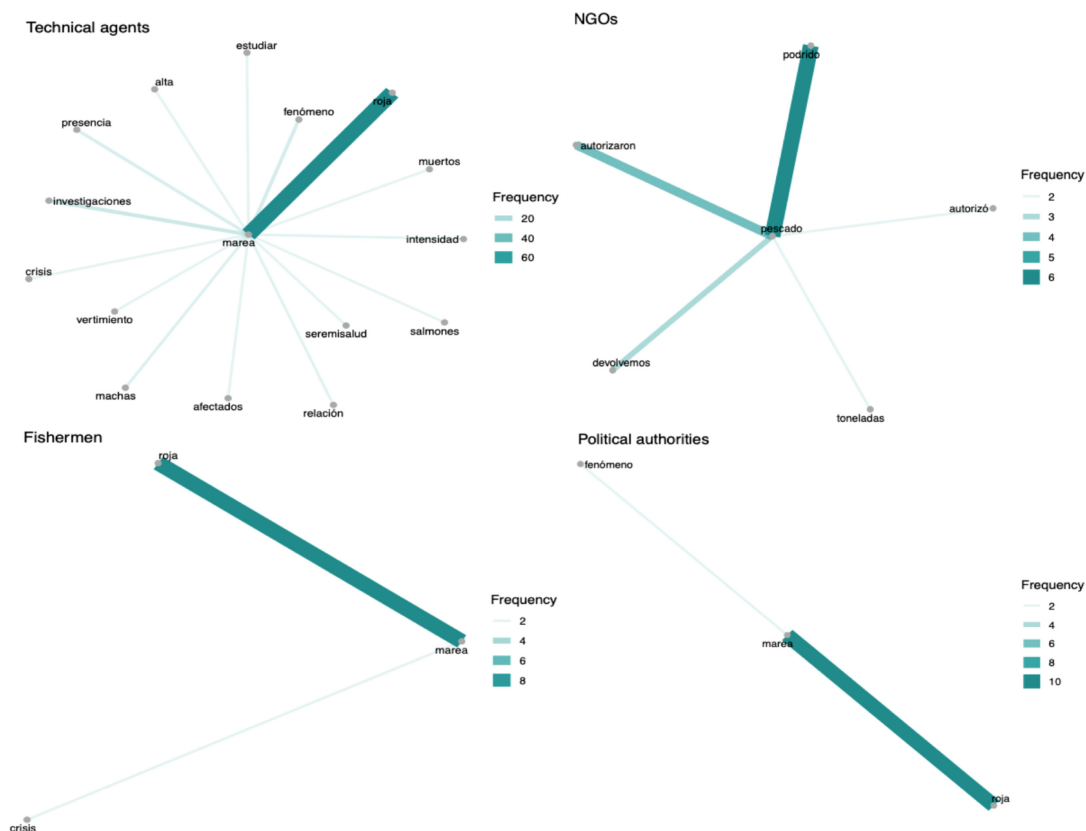 Technical agents
estudiar
alta
roja
presencia
fenómeno
muertos
investigaciones
marea
intensidad
crisis
vertimiento
seremisalud
salmones
machas
afectados
relación
Frequency
20
40
60
NGOs
podrido
autorizaron
autorizó
pescado
devolvemos
toneladas
Frequency
2
3
4
5
6
Fishermen
roja
marea
crisis
Frequency
2
4
6
8
Political authorities
fenómeno
marea
roja
Frequency
2
4
6
8
10